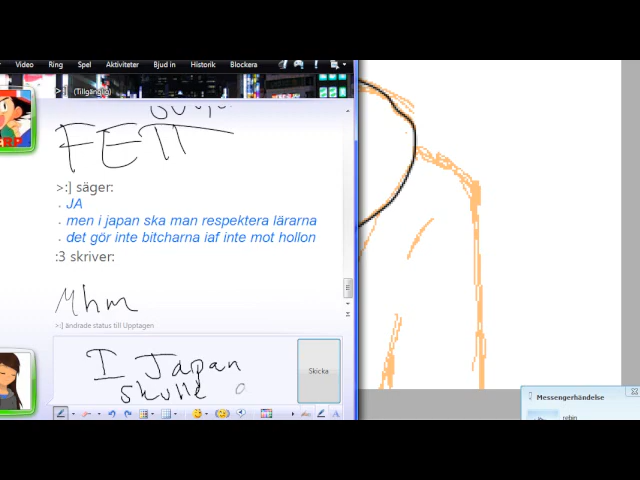 Video Ring Spel Aktiviteter Bjud in Historik Blockera
>:] (Tillgänglig)
FETT
>:] säger:
JA
men i japan ska man respektera lärarna
det gör inte bitcharna iaf inte mot hollon
:3 skriver:
Mhm
>:] ändrade status till Upptagen
I Japan
skulle
Skicka
A
Messengerhändelse
robin